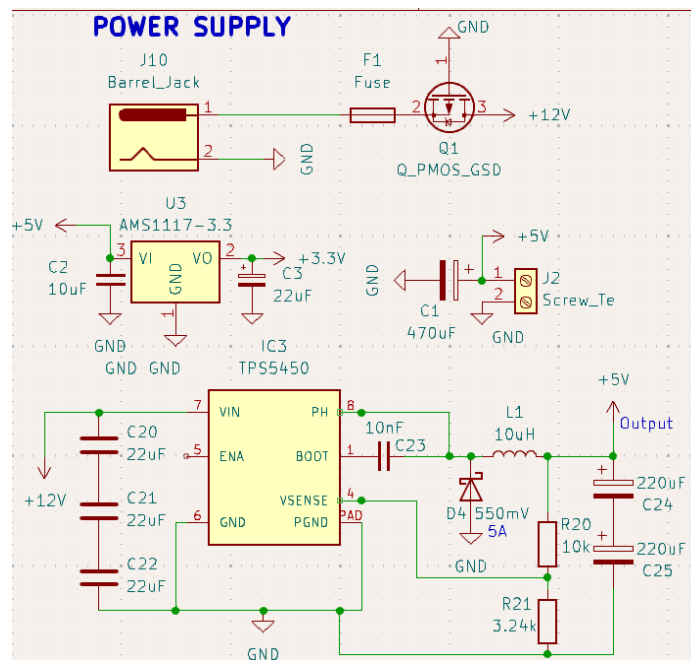 POWER SUPPLY
J10
Barrel_Jack
1
2
GND
F1
Fuse
GND
1
2
3
+12V
Q1
Q_PMOS_GSD
U3
AMS1117-3.3
+5V
3
VI
VO
2
GND
1
+3.3V
C2
10uF
C3
22uF
GND
GND
GND
+5V
GND
C1
470uF
+
1
2
J2
Screw_Te
GND
IC3
TPS5450
7
VIN
PH
8
5
ENA
BOOT
1
VSENSE
4
6
GND
PGND
PAD
+12V
C20
22uF
C21
22uF
C22
22uF
GND
10nF
C23
L1
10uH
+5V
Output
D4
550mV
5A
GND
+
220uF
C24
+
220uF
C25
R20
10k
R21
3.24k